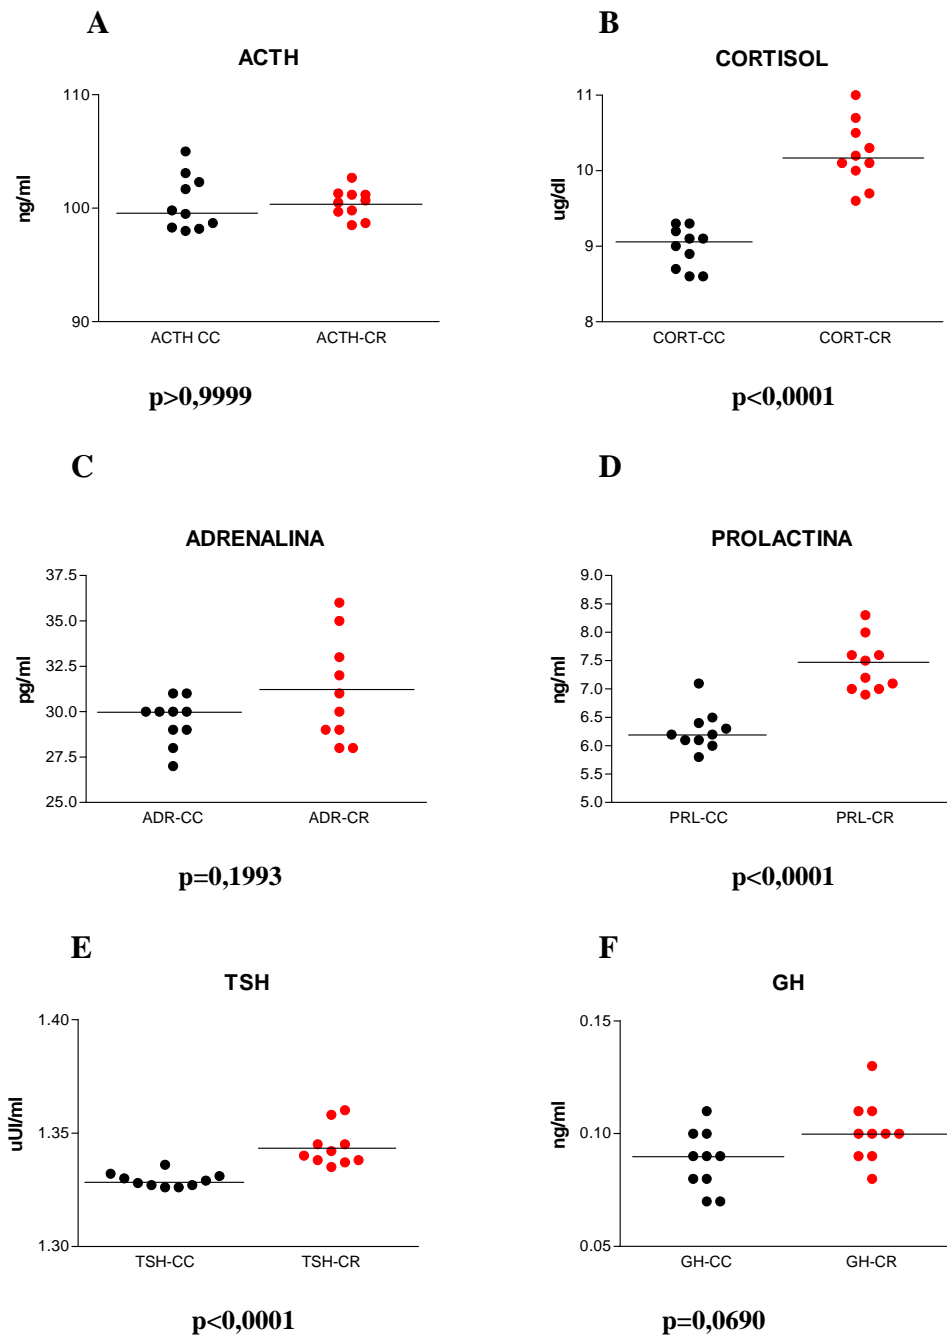 A
ACTH
110
100
90
ng/ml
ACTH CC
ACTH-CR
p>0,9999
B
CORTISOL
11
10
9
8
ug/dl
CORT-CC
CORT-CR
p<0,0001
C
ADRENALINA
37.5
35.0
32.5
30.0
27.5
25.0
pg/ml
ADR-CC
ADR-CR
p=0,1993
D
PROLACTINA
9.0
8.5
8.0
7.5
7.0
6.5
6.0
5.5
5.0
ng/ml
PRL-CC
PRL-CR
p<0,0001
E
TSH
1.40
1.35
1.30
uUI/ml
TSH-CC
TSH-CR
p<0,0001
F
GH
0.15
0.10
0.05
ng/ml
GH-CC
GH-CR
p=0,0690